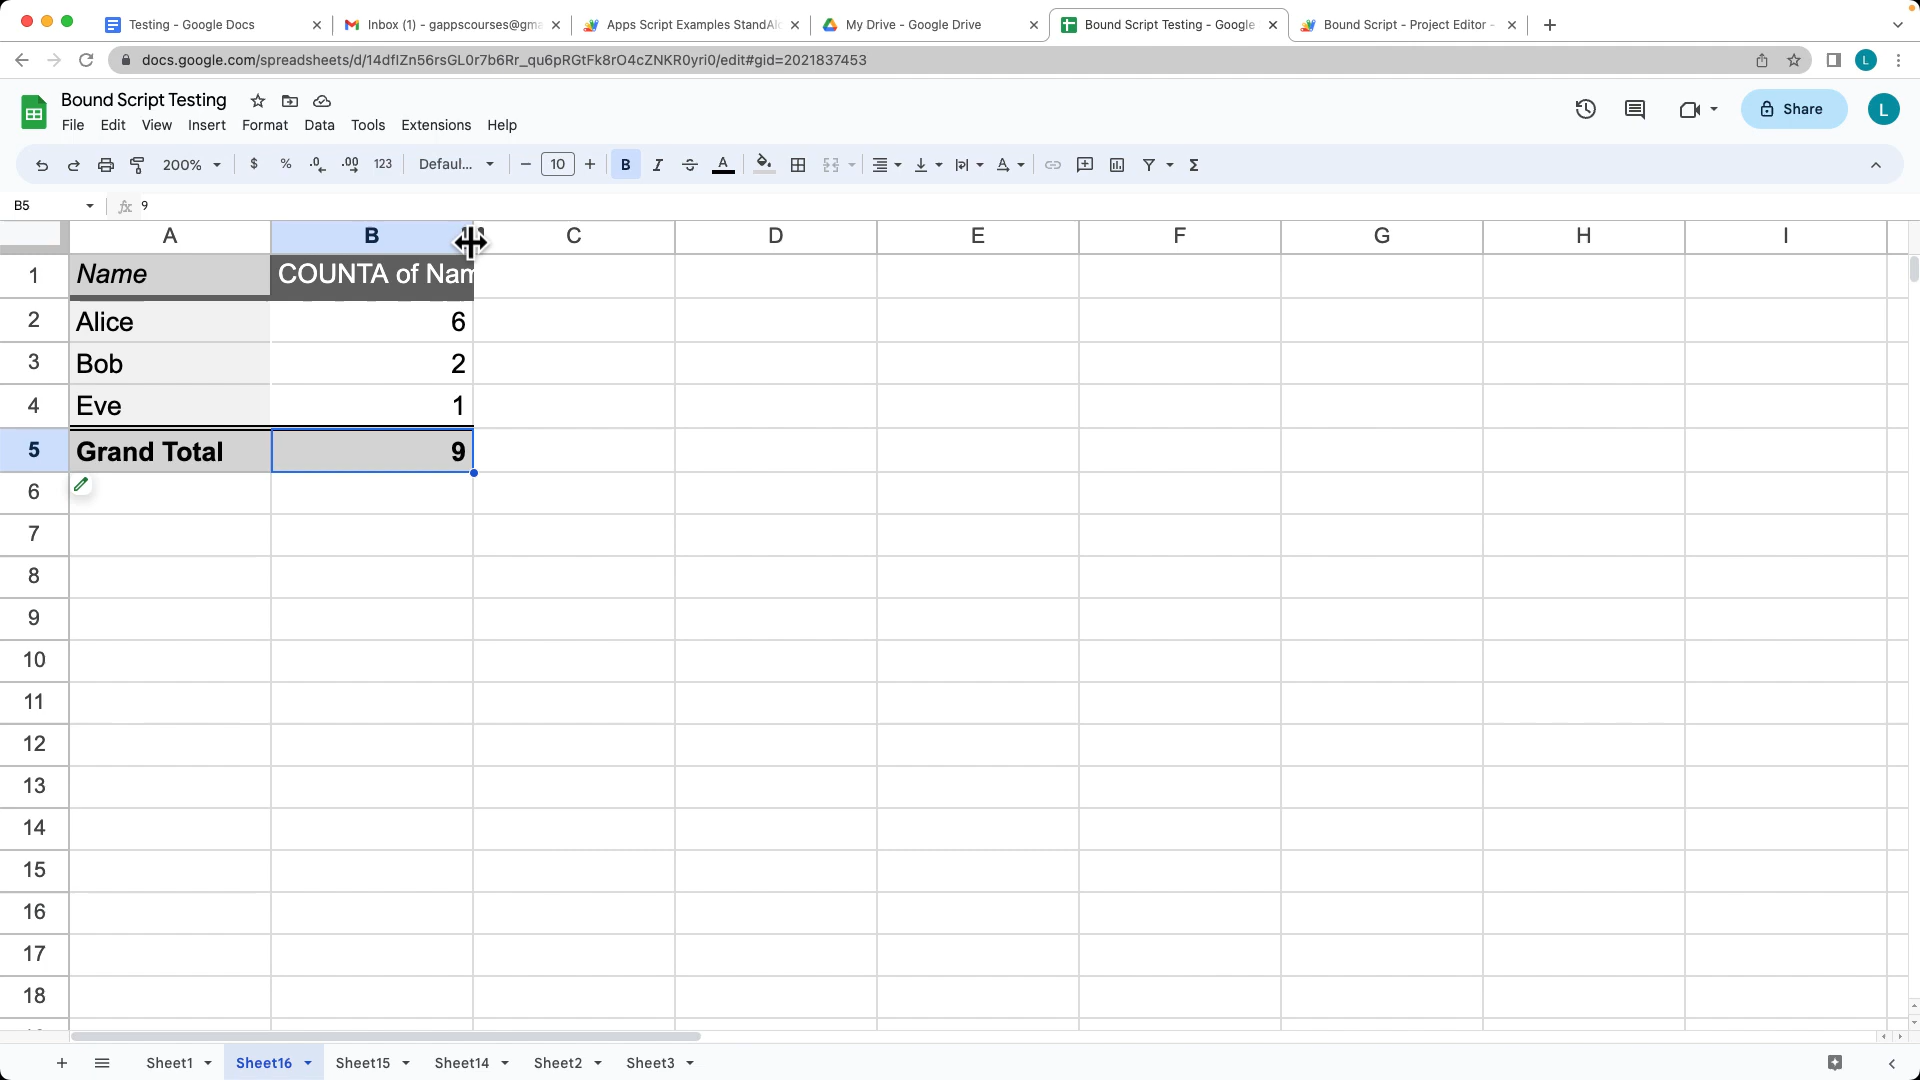 Testing - Google Docs
Inbox (1) - gappscourses@gma
Apps Script Examples StandAlo
My Drive - Google Drive
Bound Script Testing - Google
Bound Script - Project Editor -
docs.google.com/spreadsheets/d/14dfIZn56rsGL0r7b6Rr_qu6pRGtFk8rO4cZNKR0yri0/edit#gid=2021837453
L
Bound Script Testing
Share
L
File Edit View Insert Format Data Tools Extensions Help
200% $ % .0 .00 123 Defaul... 10 B I A Σ
B5 fx 9
A B C D E F G H I
1 Name COUNTA of Nam
2 Alice 6
3 Bob 2
4 Eve 1
5 Grand Total 9
6
7
8
9
10
11
12
13
14
15
16
17
18
Sheet1 Sheet16 Sheet15 Sheet14 Sheet2 Sheet3